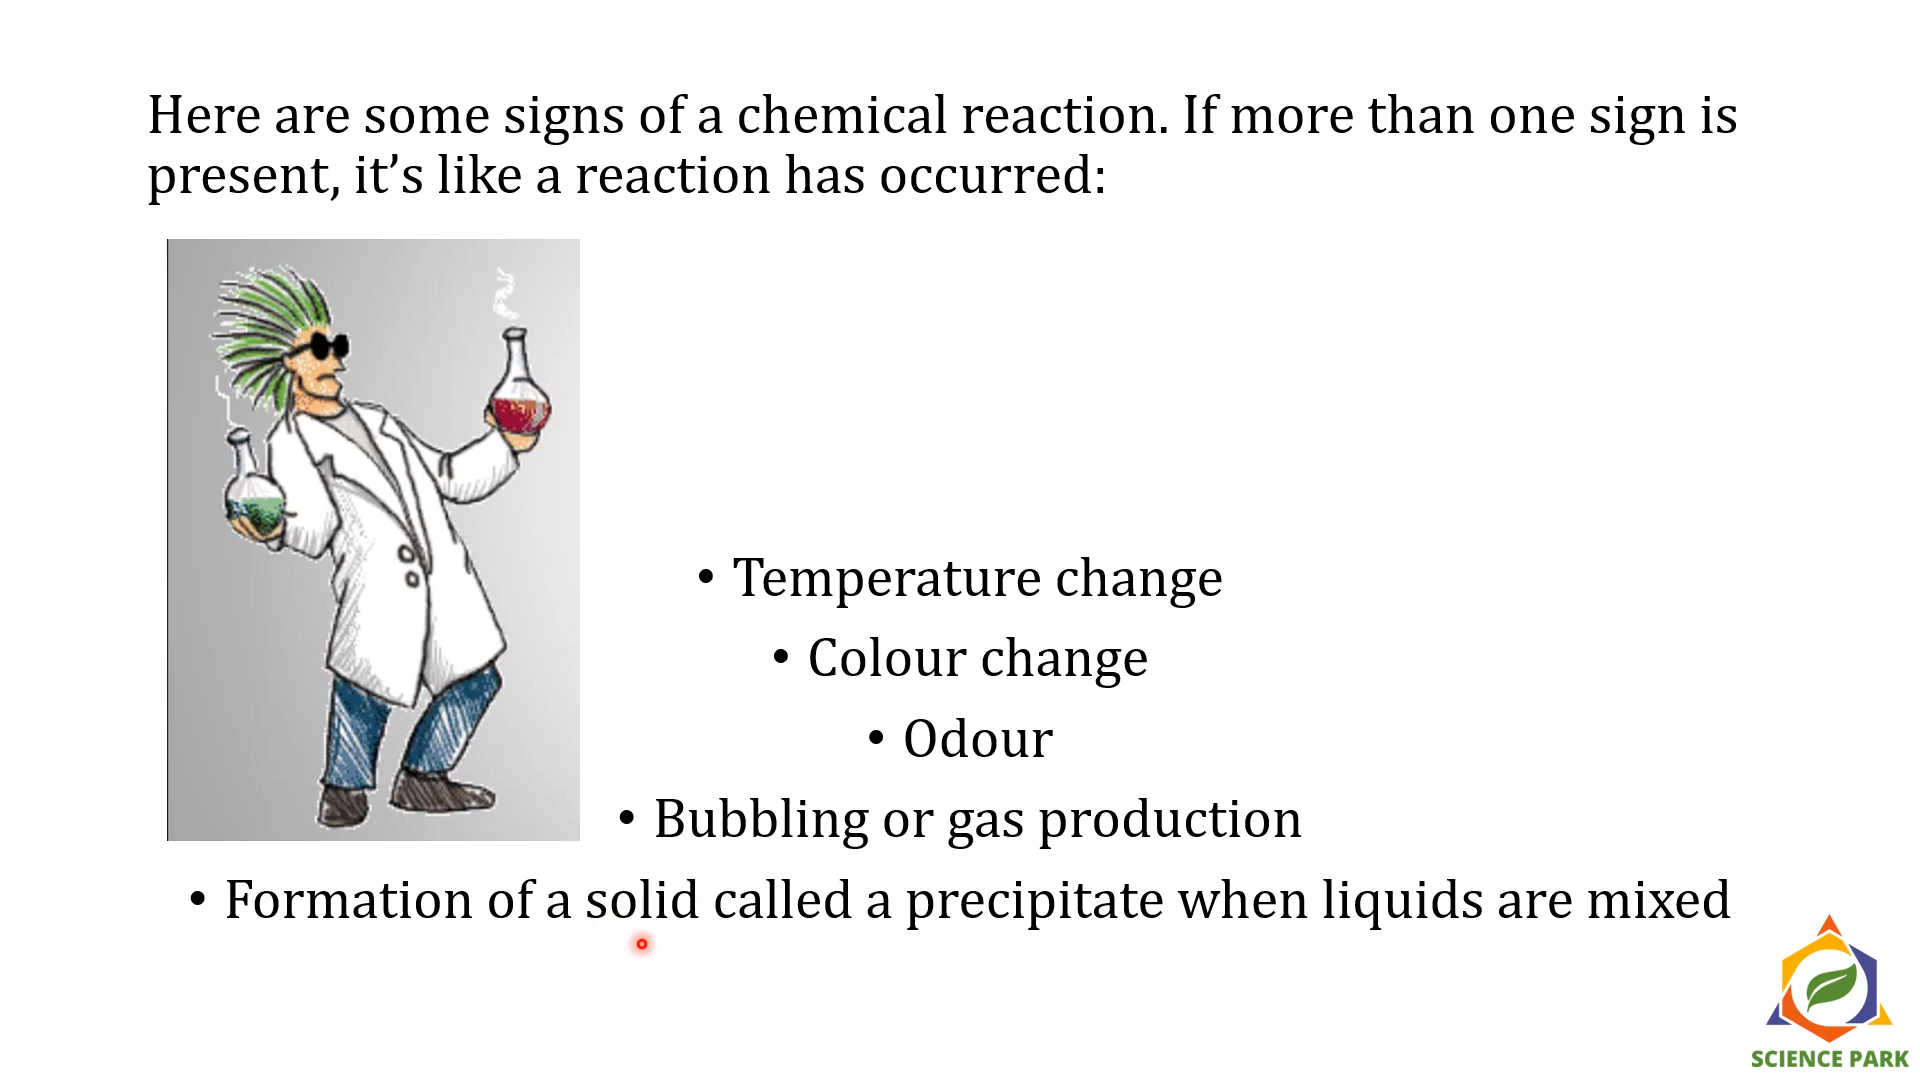 Here are some signs of a chemical reaction. If more than one sign is
present, it’s like a reaction has occurred:
• Temperature change
• Colour change
• Odour
• Bubbling or gas production
• Formation of a solid called a precipitate when liquids are mixed
SCIENCE PARK